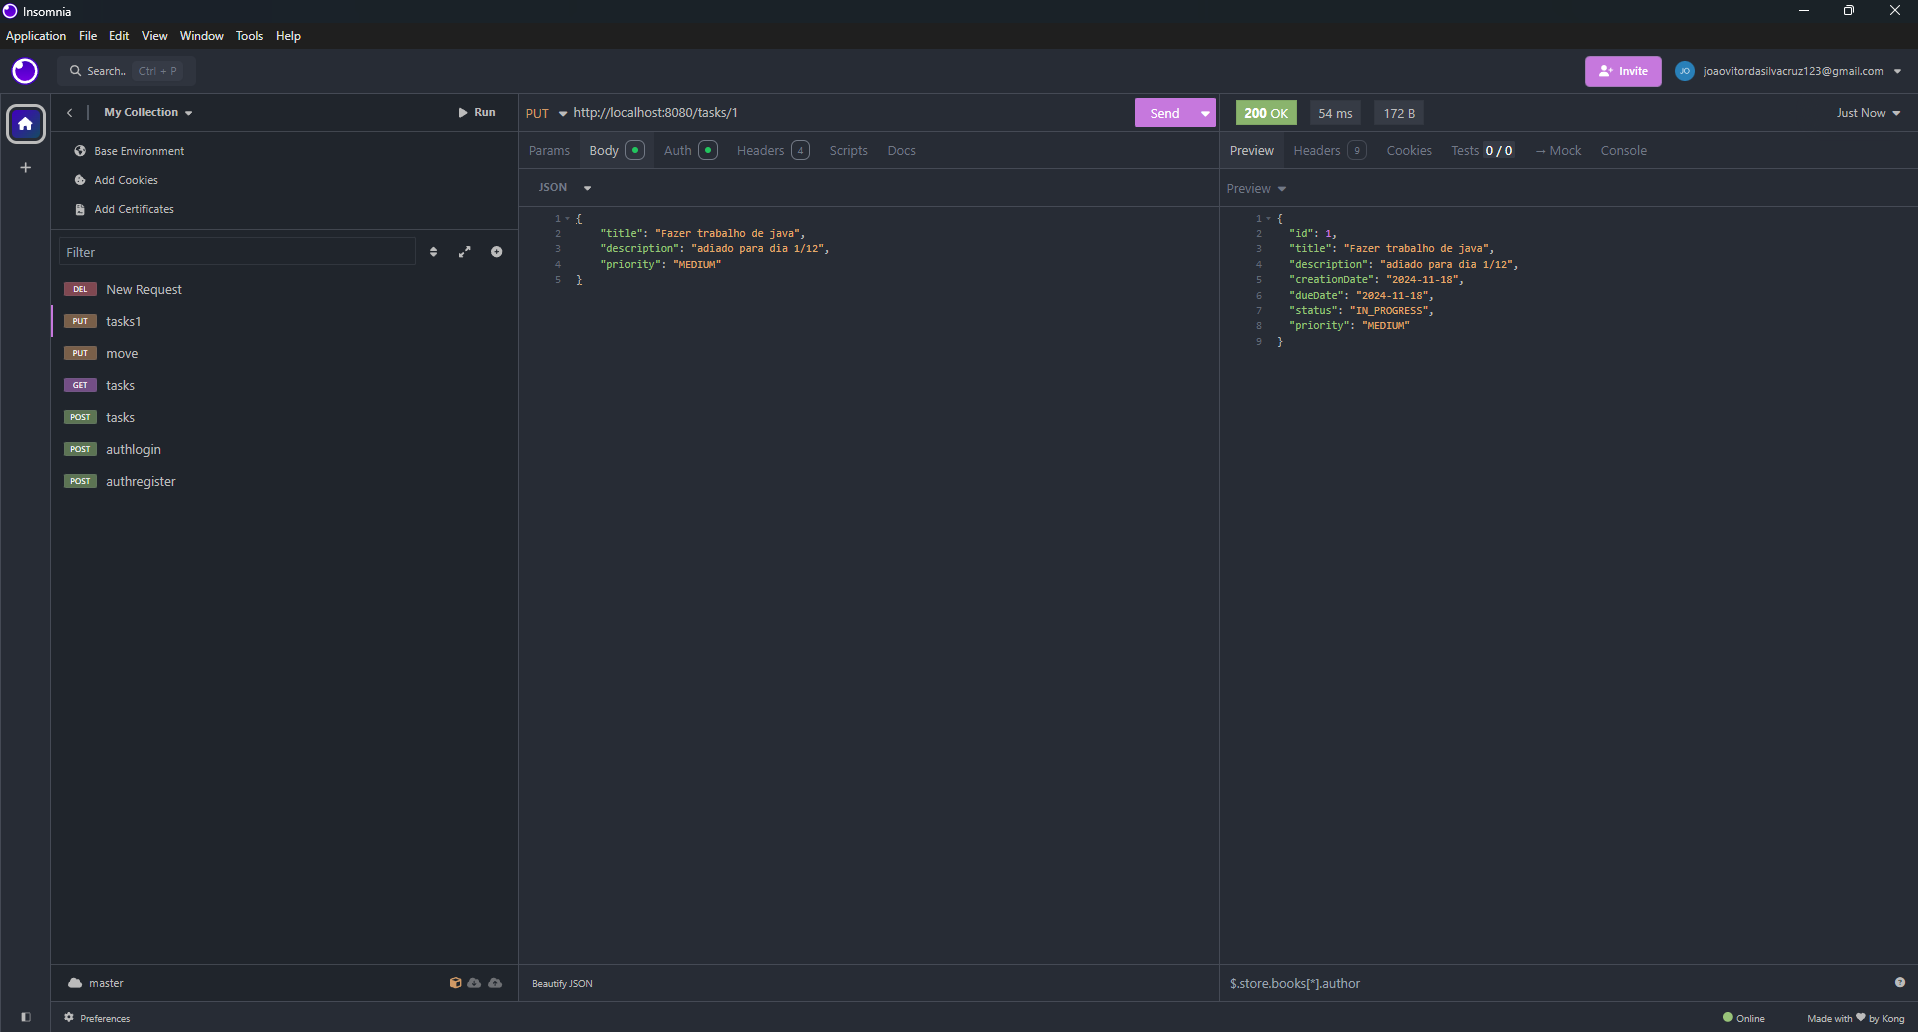 Insomnia
Application File Edit View Window Tools Help
Search.. Ctrl + P
Invite JO joaovitordasilvacruz123@gmail.com
My Collection Run
PUT http://localhost:8080/tasks/1 Send
200 OK 54 ms 172 B Just Now
Base Environment
Add Cookies
Add Certificates
Params Body Auth Headers 4 Scripts Docs
Preview Headers 9 Cookies Tests 0 / 0 → Mock Console
JSON
Preview
Filter
DEL New Request
PUT tasks1
PUT move
GET tasks
POST tasks
POST authlogin
POST authregister
1 {
2 "title": "Fazer trabalho de java",
3 "description": "adiado para dia 1/12",
4 "priority": "MEDIUM"
5 }
1 {
2 "id": 1,
3 "title": "Fazer trabalho de java",
4 "description": "adiado para dia 1/12",
5 "creationDate": "2024-11-18",
6 "dueDate": "2024-11-18",
7 "status": "IN_PROGRESS",
8 "priority": "MEDIUM"
9 }
master
Beautify JSON
$.store.books[*].author
Preferences
Online
Made with ♥ by Kong